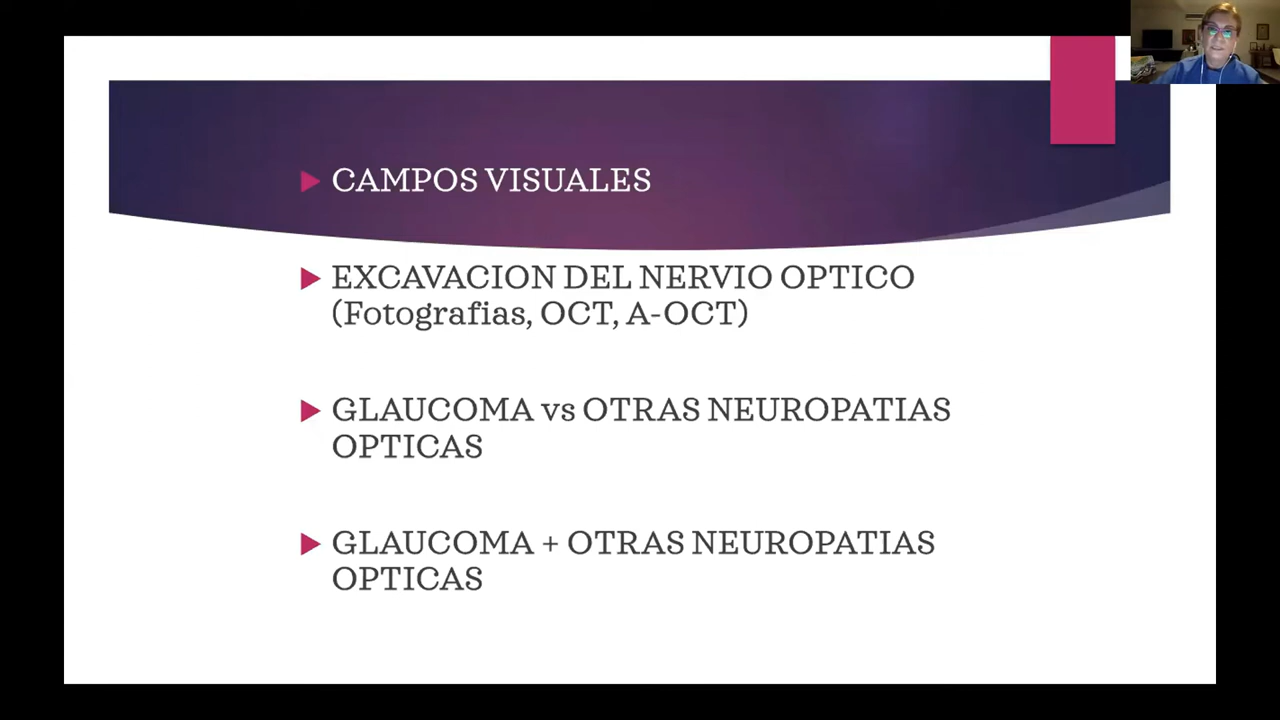 CAMPOS VISUALES
EXCAVACION DEL NERVIO OPTICO
(Fotografias, OCT, A-OCT)
GLAUCOMA vs OTRAS NEUROPATIAS
OPTICAS
GLAUCOMA + OTRAS NEUROPATIAS
OPTICAS